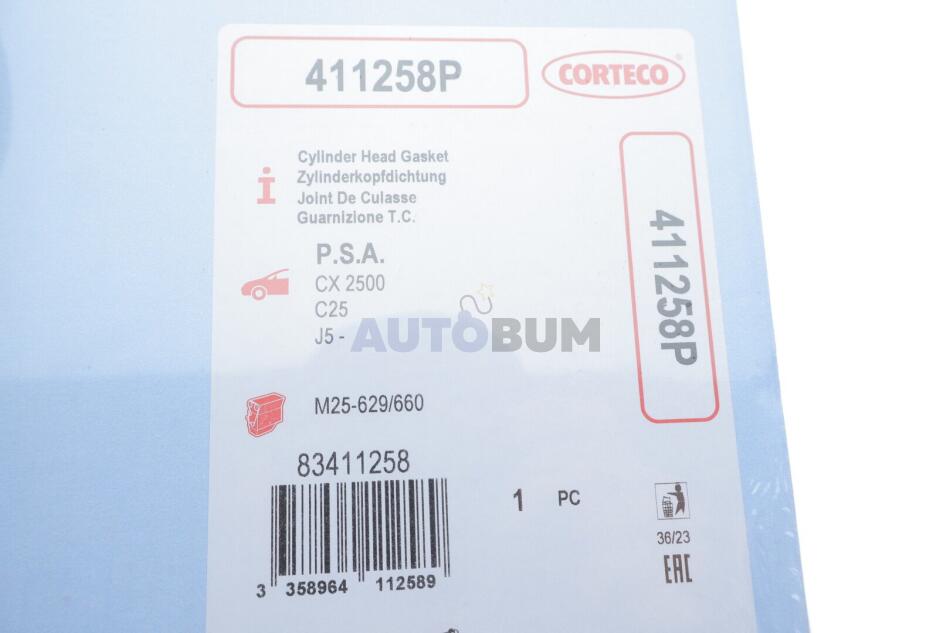 411258P
CORTECO®
Cylinder Head Gasket
Zylinderkopfdichtung
Joint De Culasse
Guarnizione T.C.
P.S.A.
CX 2500
C25
J5 -
AUTOBUM
411258P
M25-629/660
83411258
3 358964 112589
1 PC
36/23
EAC